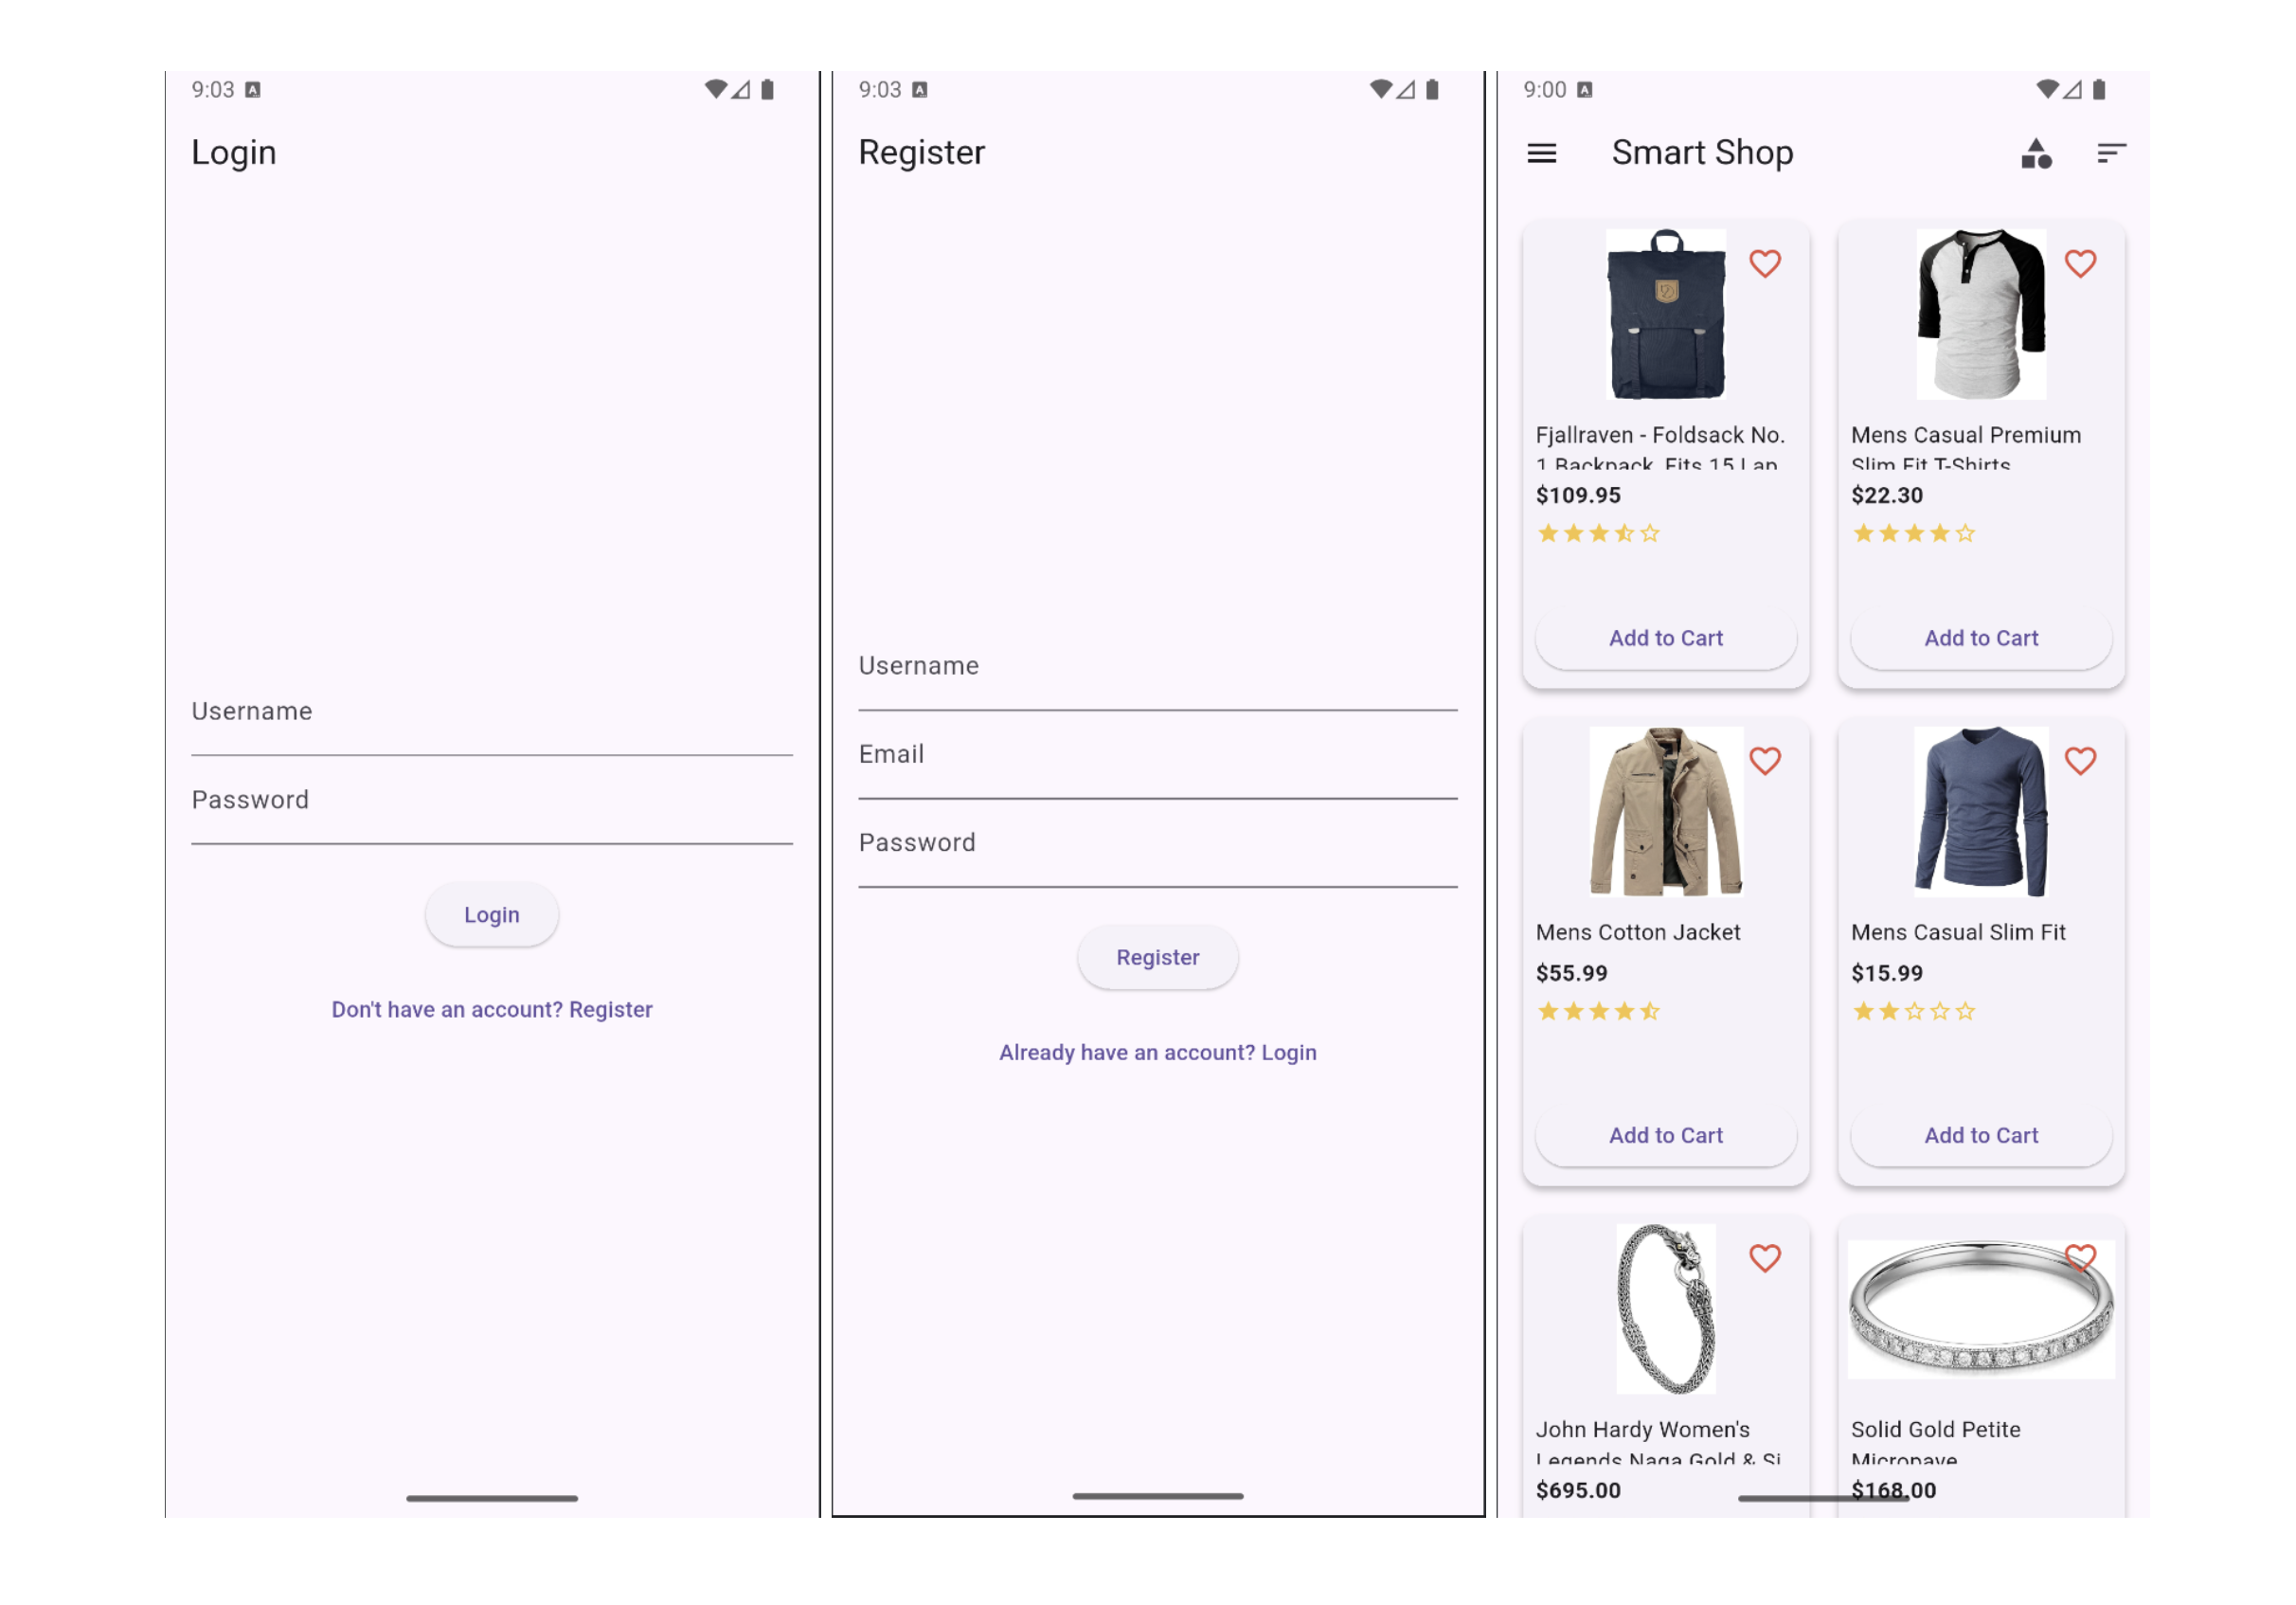 9:03
Login
Username
Password
Login
Don't have an account? Register
9:03
Register
Username
Email
Password
Register
Already have an account? Login
9:00
Smart Shop
Fjallraven - Foldsack No.
1 Backpack, Fits 15 Lap
$109.95
Add to Cart
Mens Casual Premium
Slim Fit T-Shirts
$22.30
Add to Cart
Mens Cotton Jacket
$55.99
Add to Cart
Mens Casual Slim Fit
$15.99
Add to Cart
John Hardy Women's
Legends Naga Gold & Si
$695.00
Solid Gold Petite
Micropave
$168.00